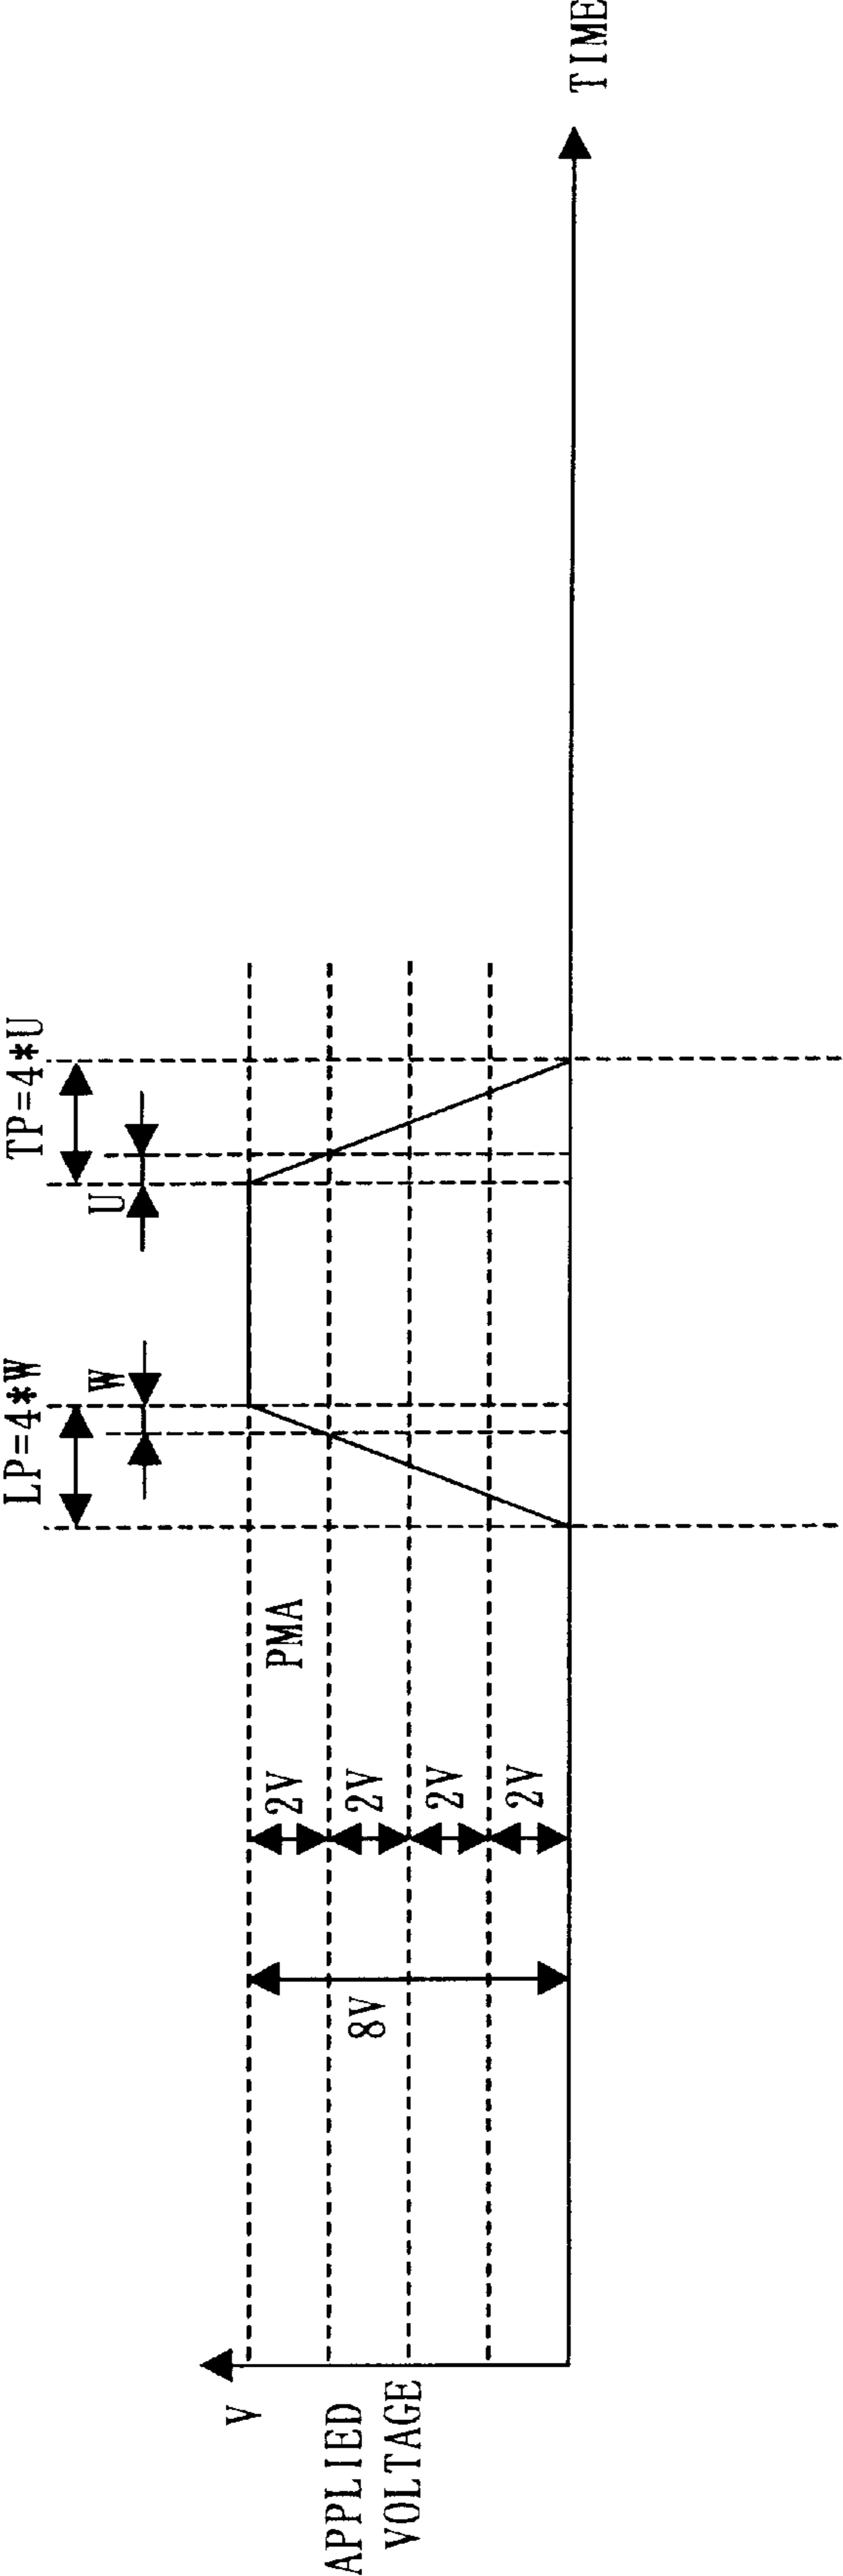 LP=4*W
TP=4*U
W
U
V
APPLIED
VOLTAGE
8V
2V
2V
2V
2V
PMA
TIME